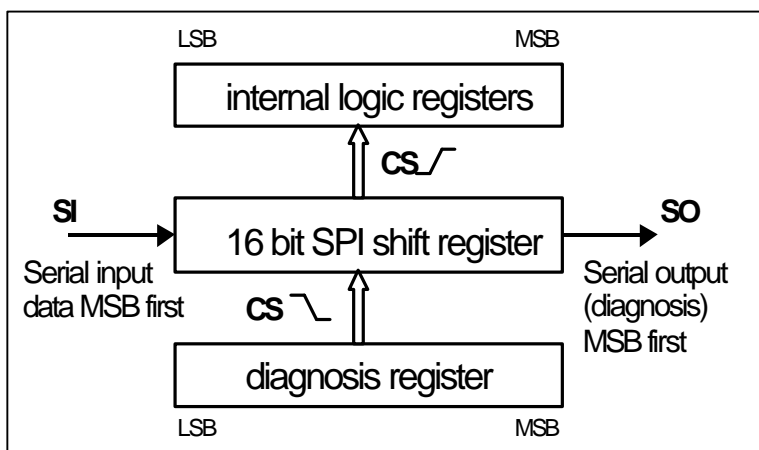 LSB MSB
internal logic registers
CS
SI
SO
16 bit SPI shift register
Serial input
data MSB first
Serial output
(diagnosis)
MSB first
CS
diagnosis register
LSB MSB